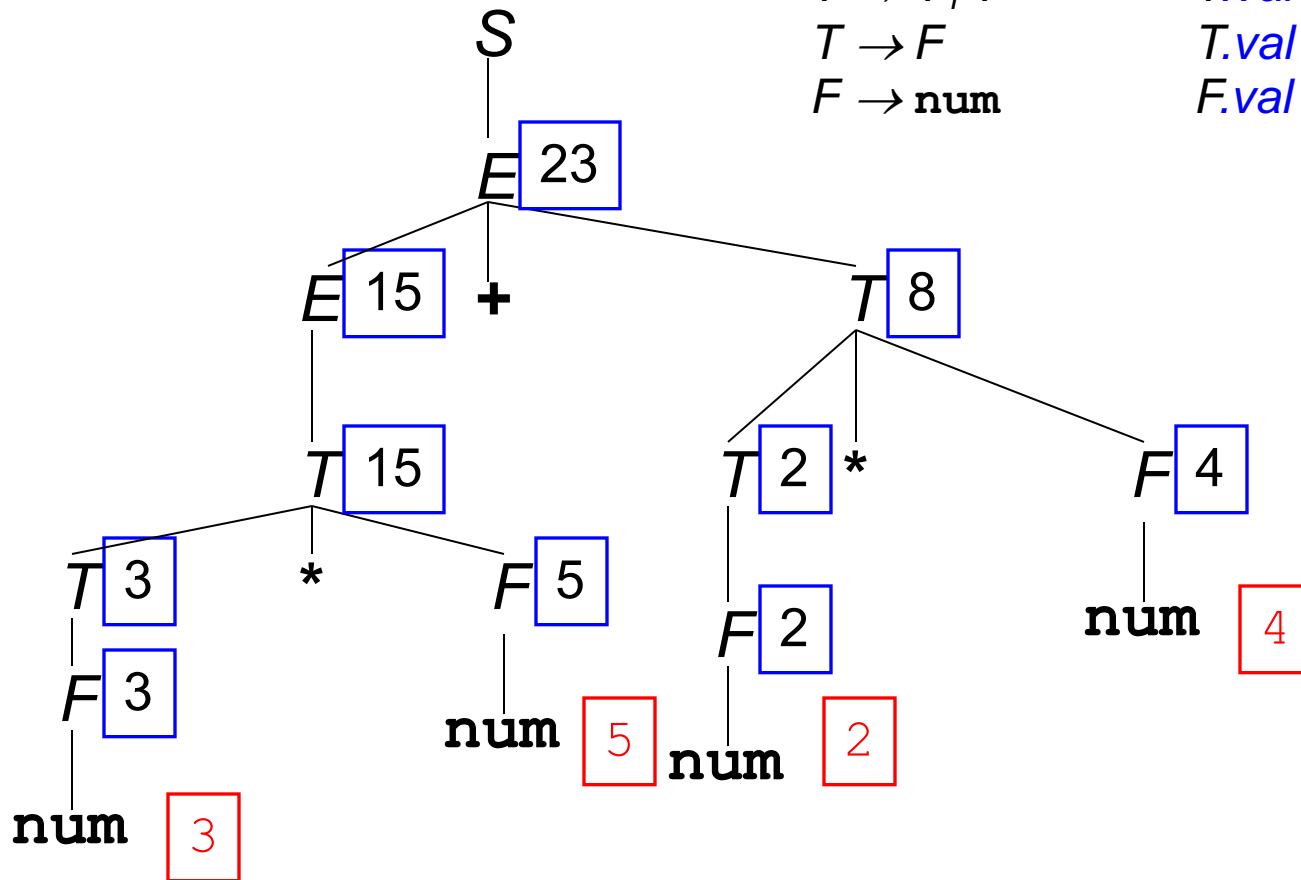 S
T → F T.val
F → num F.val
E 23
E 15 + T 8
T 15 T 2 * F 4
T 3 * F 5
F 2 num 4
F 3
num 5 num 2
num 3